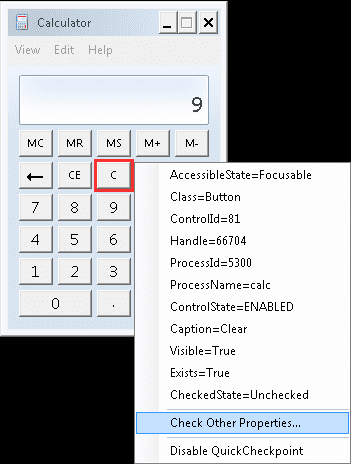 Calculator
View Edit Help
9
MC MR MS M+ M-
← CE C
7 8 9
4 5 6
1 2 3
0 .
AccessibleState=Focusable
Class=Button
ControlId=81
Handle=66704
ProcessId=5300
ProcessName=calc
ControlState=ENABLED
Caption=Clear
Visible=True
Exists=True
CheckedState=Unchecked
Check Other Properties...
Disable QuickCheckpoint